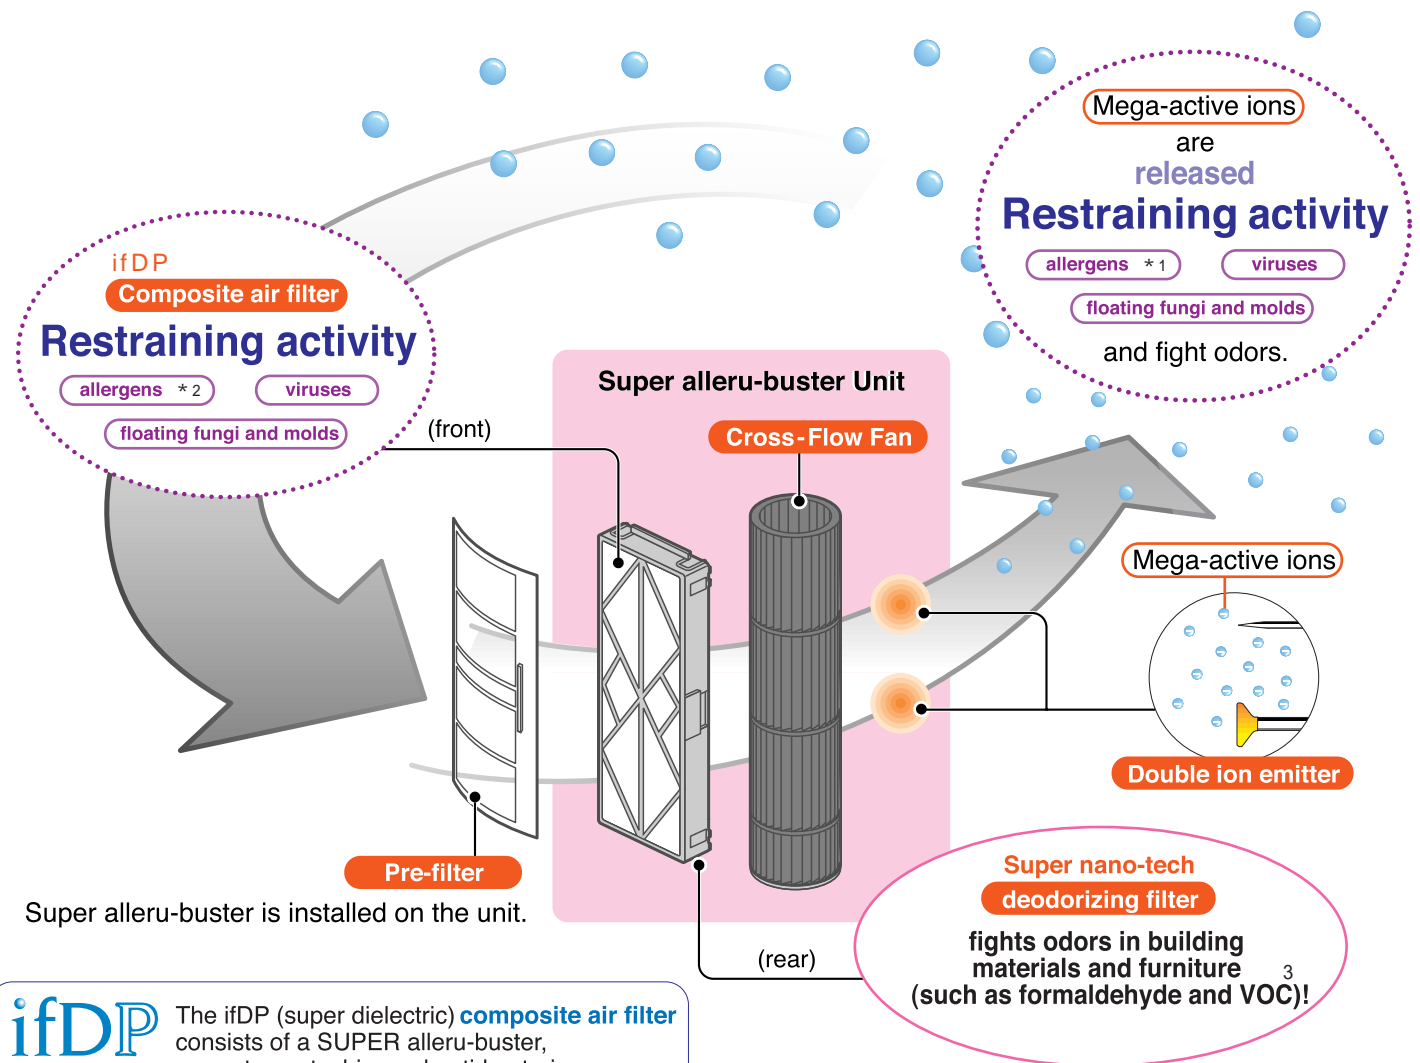 Mega-active ions
are
released
Restraining activity
allergens *1 viruses
floating fungi and molds
and fight odors.
ifDP
Composite air filter
Restraining activity
allergens *2 viruses
floating fungi and molds
(front)
Super alleru-buster Unit
Cross-Flow Fan
Mega-active ions
Double ion emitter
Pre-filter
Super alleru-buster is installed on the unit.
(rear)
Super nano-tech
deodorizing filter
fights odors in building
materials and furniture 3
(such as formaldehyde and VOC)!
ifDP
The ifDP (super dielectric) composite air filter
consists of a SUPER alleru-buster,